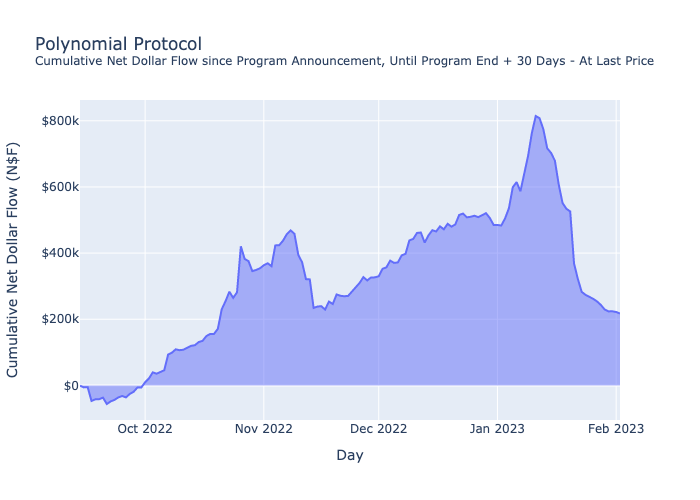 Polynomial Protocol
Cumulative Net Dollar Flow since Program Announcement, Until Program End + 30 Days - At Last Price
Cumulative Net Dollar Flow (N$F)
$800k
$600k
$400k
$200k
$0
Oct 2022
Nov 2022
Dec 2022
Jan 2023
Feb 2023
Day